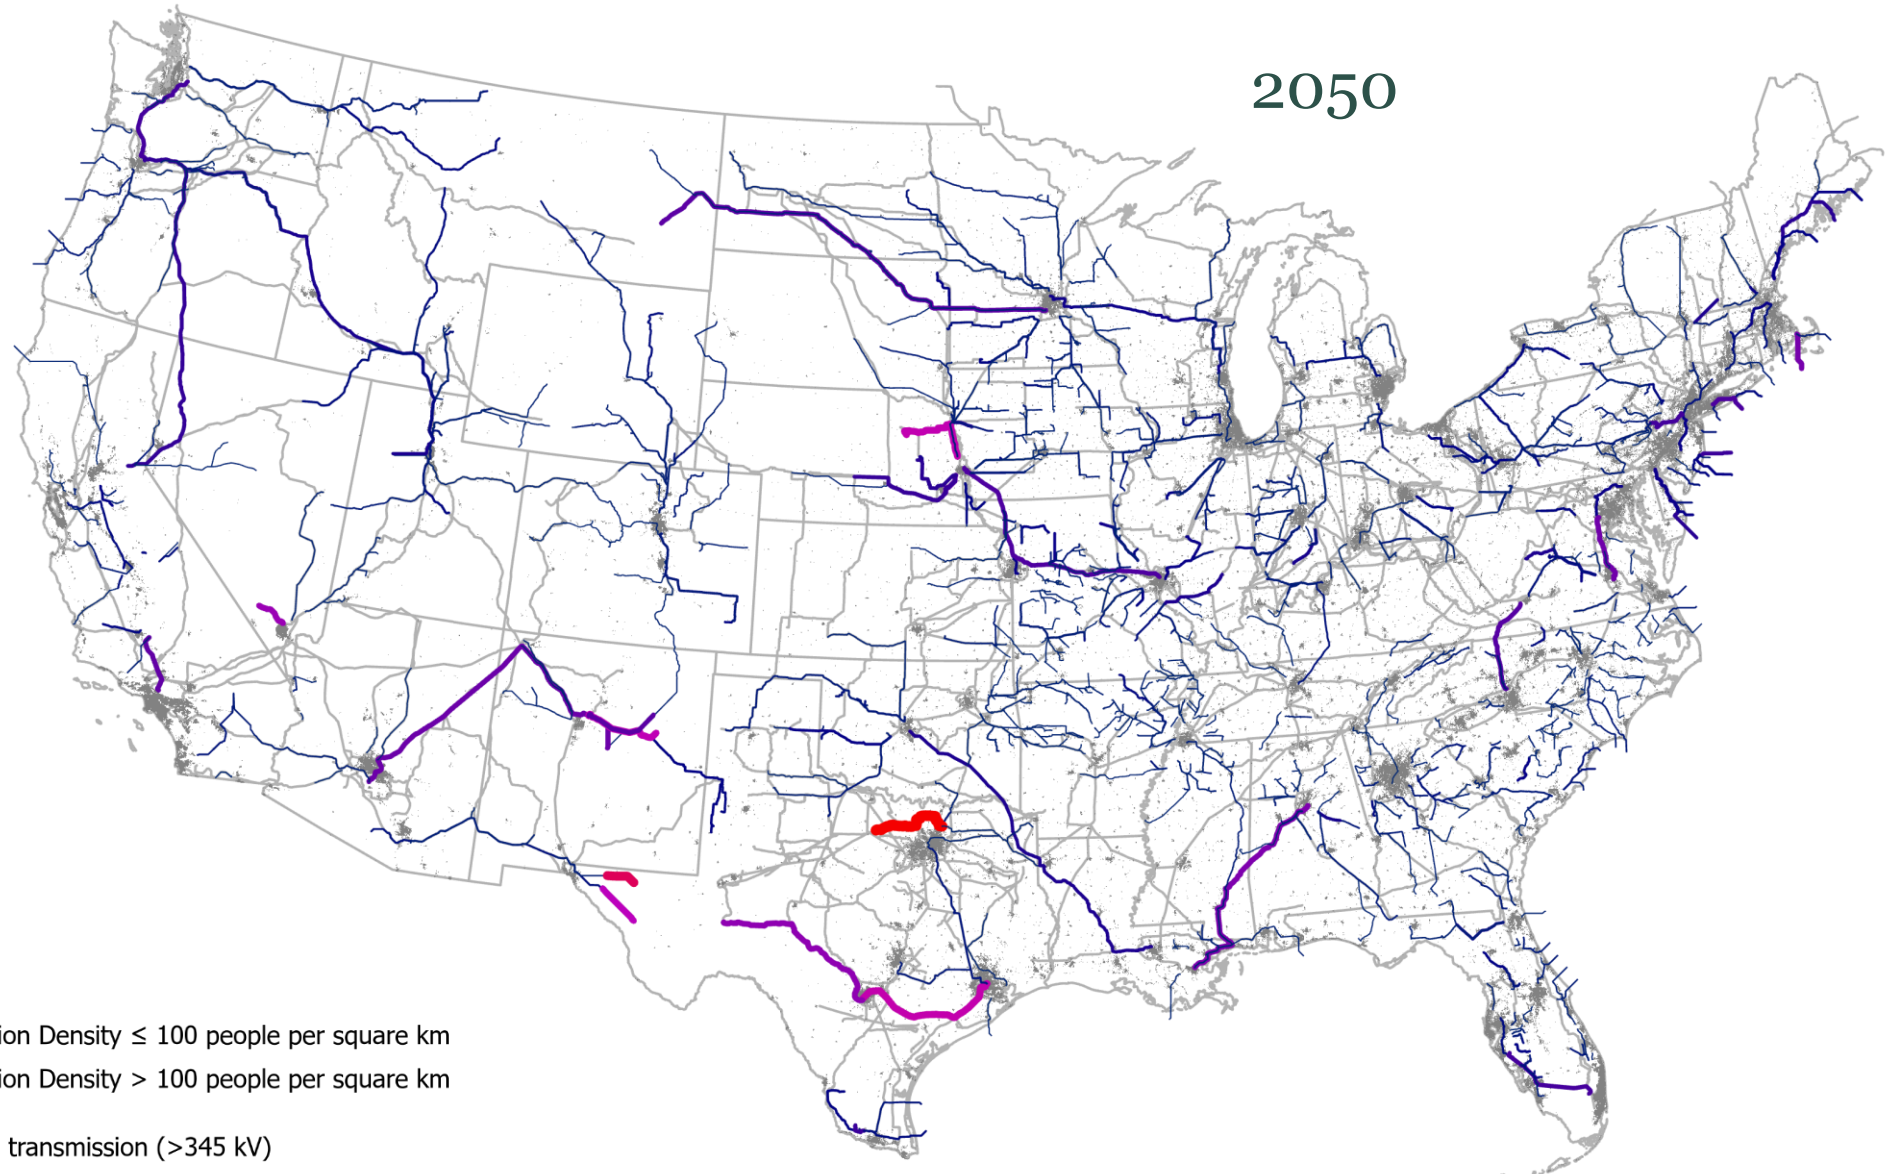 2050
ion Density ≤ 100 people per square km
ion Density > 100 people per square km
transmission (>345 kV)